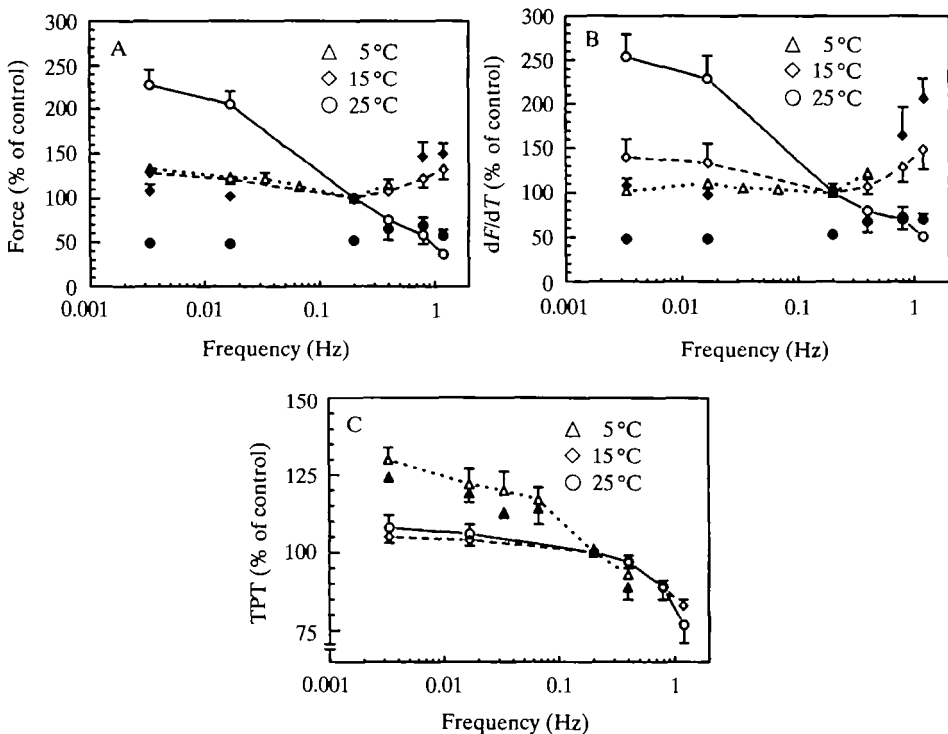 A
Force (% of control)
300
250
200
150
100
50
0
0.001
0.01
0.1
1
Frequency (Hz)
△ 5°C
◇ 15°C
○ 25°C
B
dF/dT (% of control)
300
250
200
150
100
50
0
0.001
0.01
0.1
1
Frequency (Hz)
△ 5°C
◇ 15°C
○ 25°C
C
TPT (% of control)
150
125
100
75
0.001
0.01
0.1
1
Frequency (Hz)
△ 5°C
◇ 15°C
○ 25°C